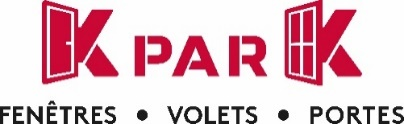 K PAR K
FENÊTRES • VOLETS • PORTES